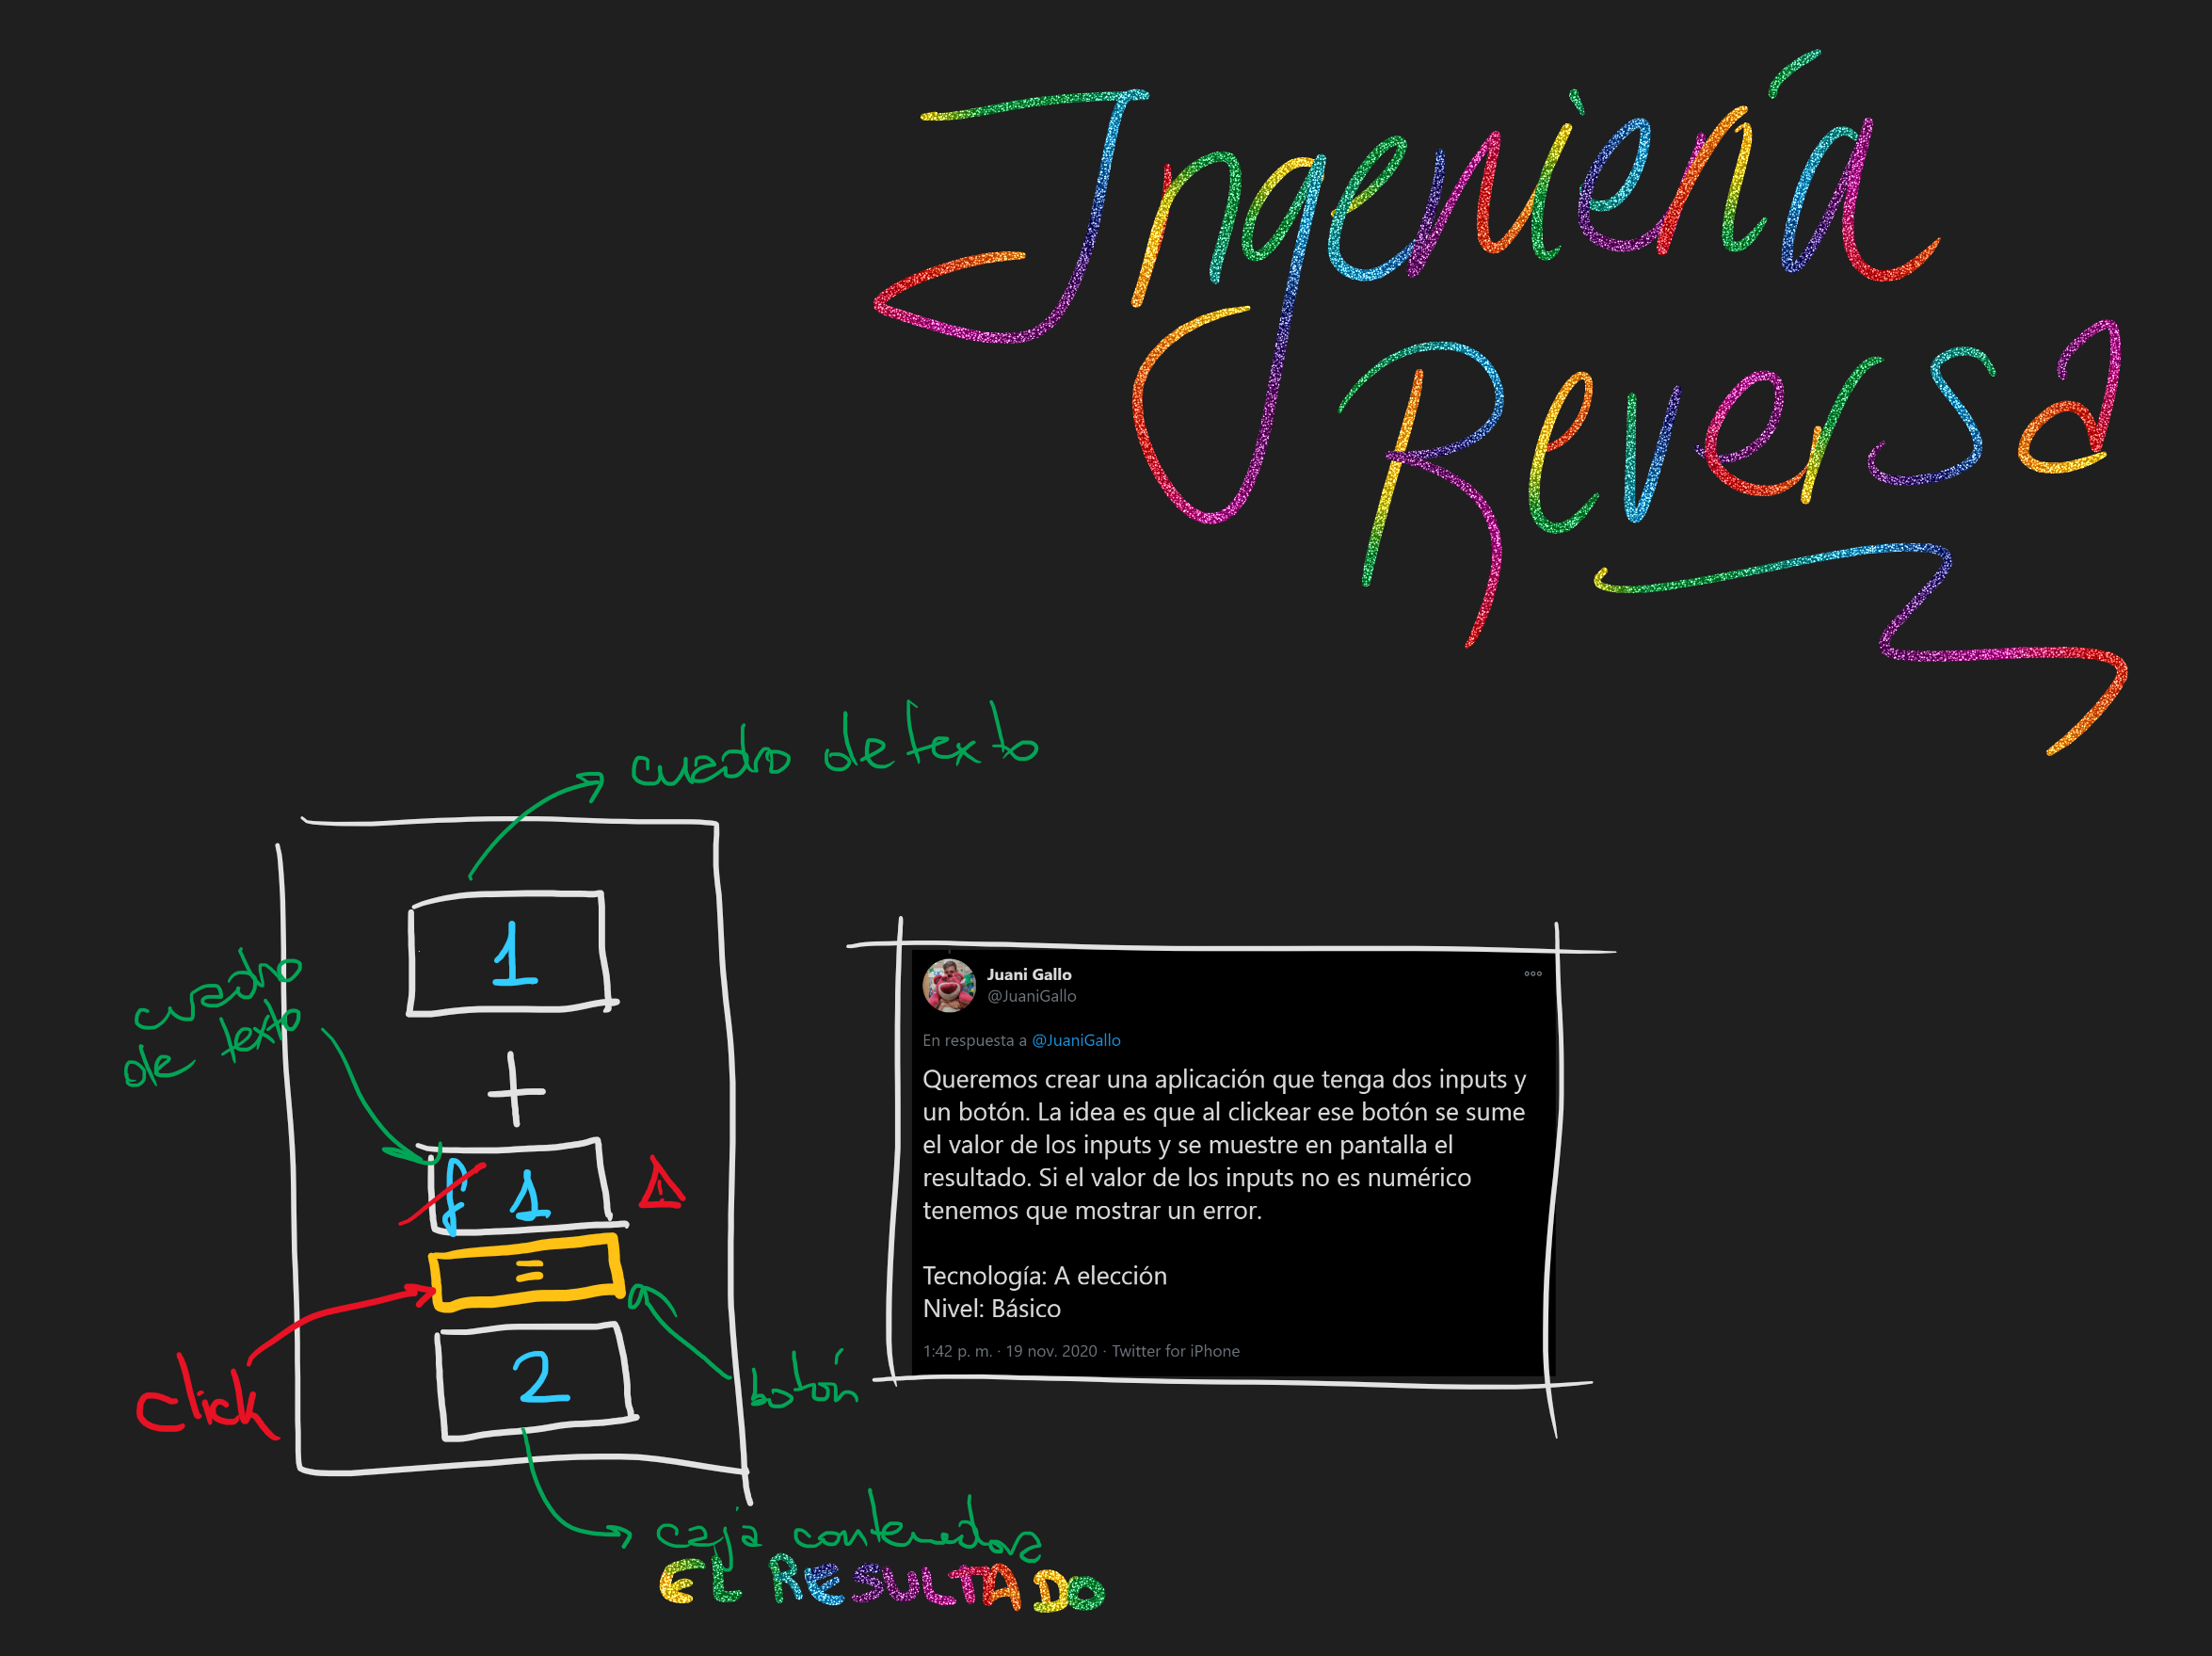 Ingeniería
Reversa
cuadro de texto
1
cuadro
de texto
+
f 1
=
2
click
botón
caja contenedora
EL RESULTADO
Juani Gallo
@JuaniGallo
En respuesta a @JuaniGallo
Queremos crear una aplicación que tenga dos inputs y
un botón. La idea es que al clickear ese botón se sume
el valor de los inputs y se muestre en pantalla el
resultado. Si el valor de los inputs no es numérico
tenemos que mostrar un error.
Tecnología: A elección
Nivel: Básico
1:42 p. m. · 19 nov. 2020 · Twitter for iPhone